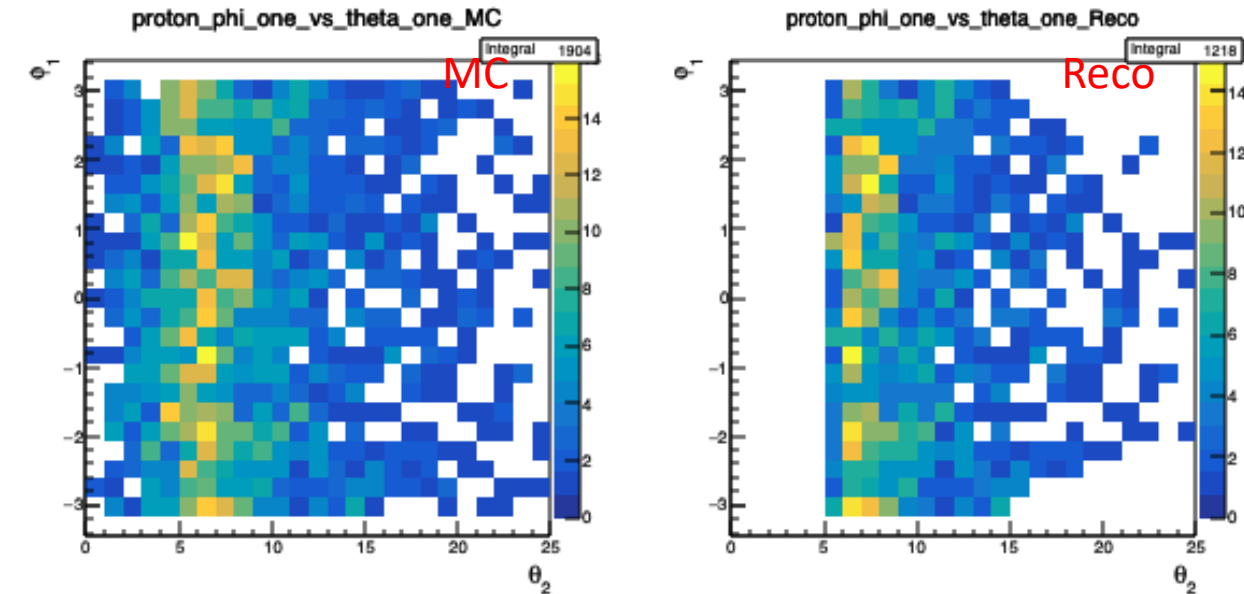 proton_phi_one_vs_theta_one_MC
Integral 1904
MC
φ1
3
2
1
0
−1
−2
−3
0 5 10 15 20 25
θ2
14
12
10
8
6
4
2
0
proton_phi_one_vs_theta_one_Reco
Integral 1218
Reco
φ1
3
2
1
0
−1
−2
−3
0 5 10 15 20 25
θ2
14
12
10
8
6
4
2
0